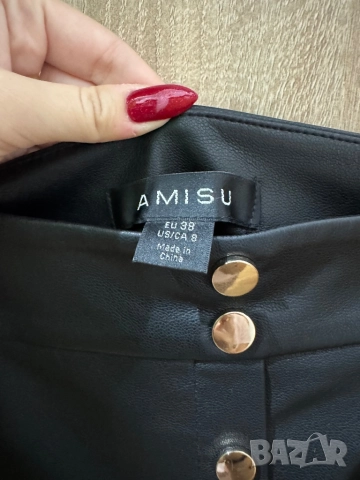 AMISU
EU 38
US/CA 8
Made in
China
BAZAR